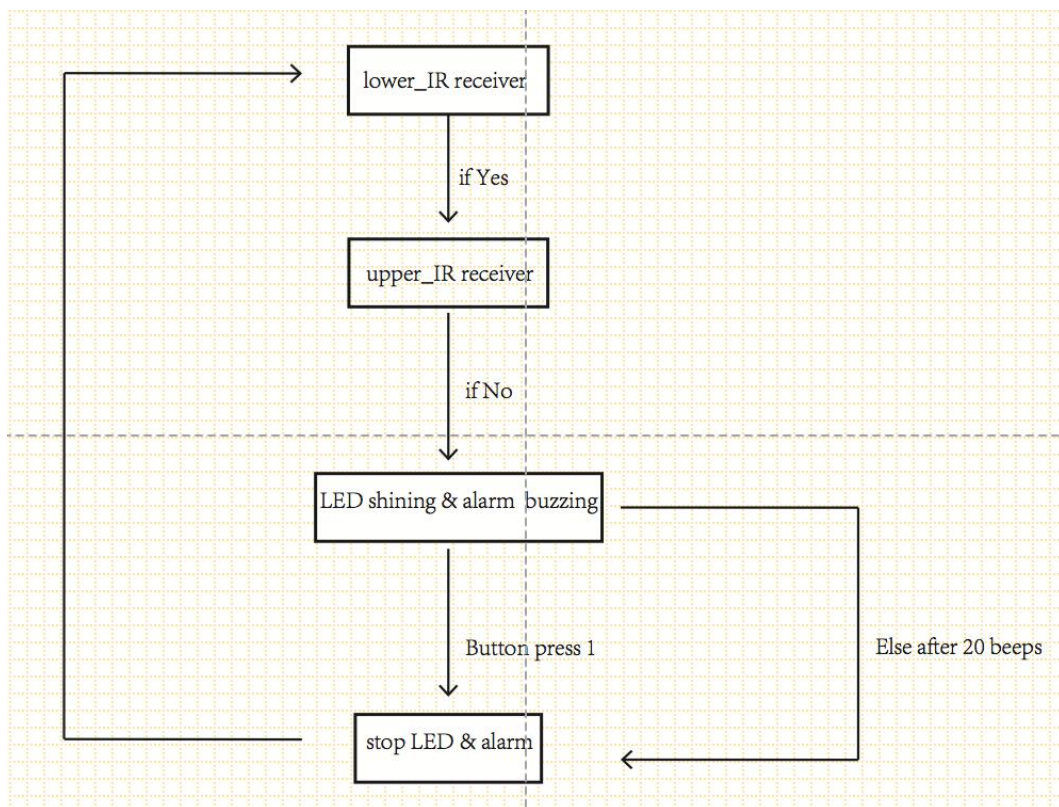 lower_IR receiver
if Yes
upper_IR receiver
if No
LED shining & alarm buzzing
Button press 1
Else after 20 beeps
stop LED & alarm